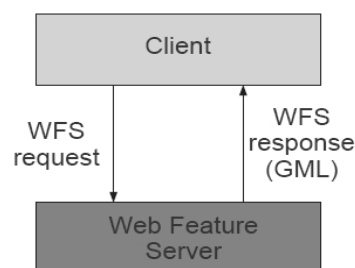 Client
WFS
request
WFS
response
(GML)
Web Feature
Server